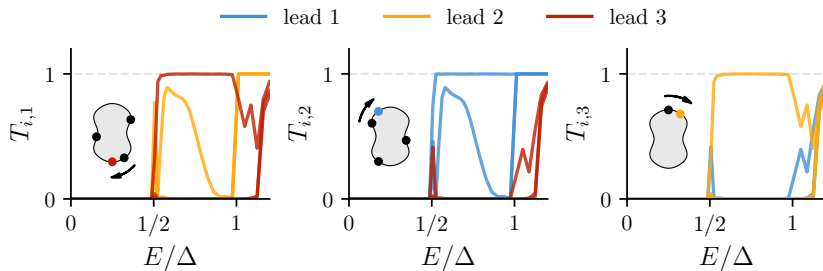 lead 1 lead 2 lead 3
T_{i,1} 1 0 0 1/2 1 E/Δ
T_{i,2} 1 0 0 1/2 1 E/Δ
T_{i,3} 1 0 0 1/2 1 E/Δ